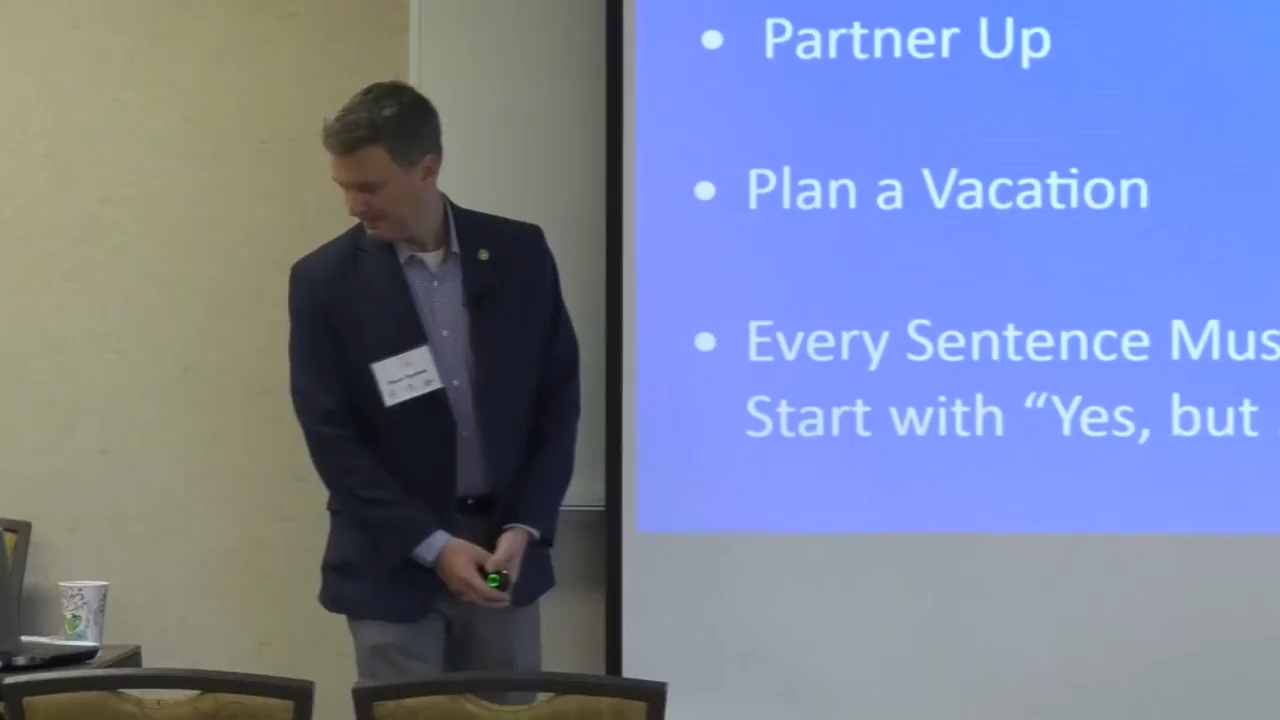 • Partner Up
• Plan a Vacation
• Every Sentence Mus
Start with “Yes, but .